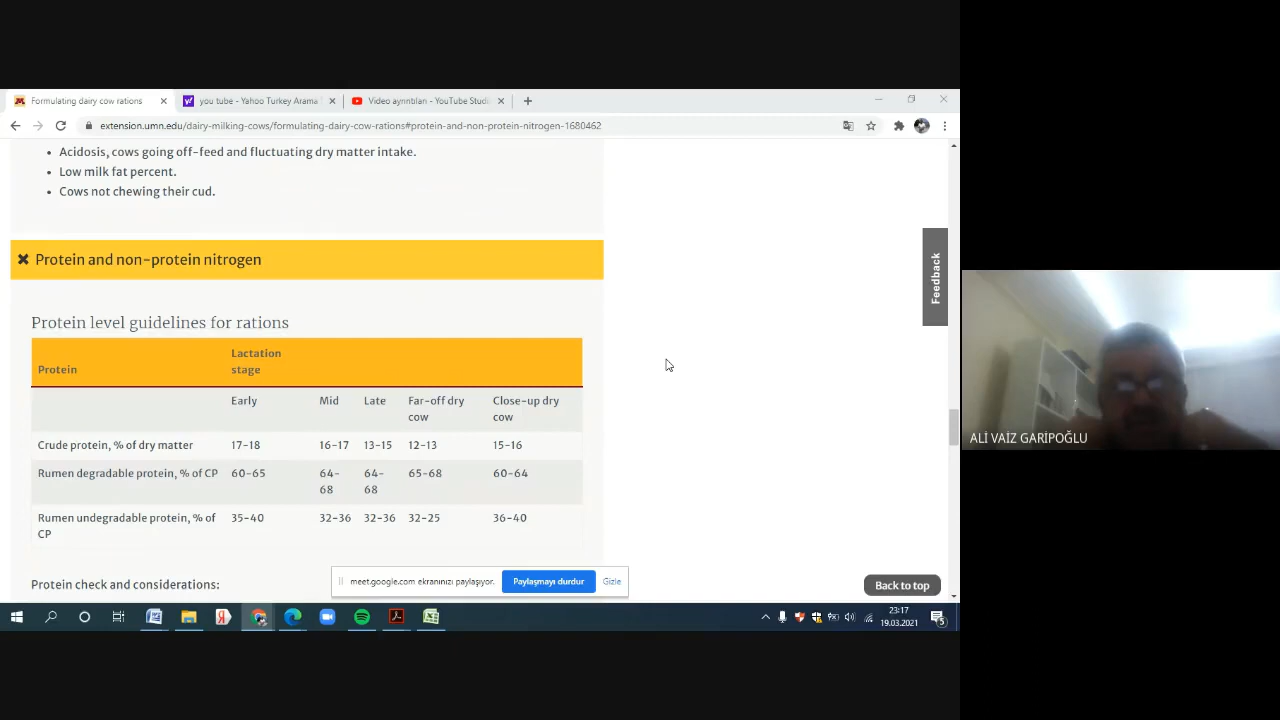 Formulating dairy cow rations
you tube - Yahoo Turkey Arama
Video ayrıntıları - YouTube Studi
extension.umn.edu/dairy-milking-cows/formulating-dairy-cow-rations#protein-and-non-protein-nitrogen-1680462
• Acidosis, cows going off-feed and fluctuating dry matter intake.
• Low milk fat percent.
• Cows not chewing their cud.
Protein and non-protein nitrogen
Feedback
Protein level guidelines for rations
Protein Lactation stage
Early Mid Late Far-off dry cow Close-up dry cow
Crude protein, % of dry matter 17-18 16-17 13-15 12-13 15-16
Rumen degradable protein, % of CP 60-65 64-68 64-68 65-68 60-64
Rumen undegradable protein, % of CP 35-40 32-36 32-36 32-25 36-40
Protein check and considerations:
meet.google.com ekranınızı paylaşıyor. Paylaşmayı durdur Gizle
Back to top
23:17
19.03.2021
5
ALİ VAİZ GARİPOĞLU